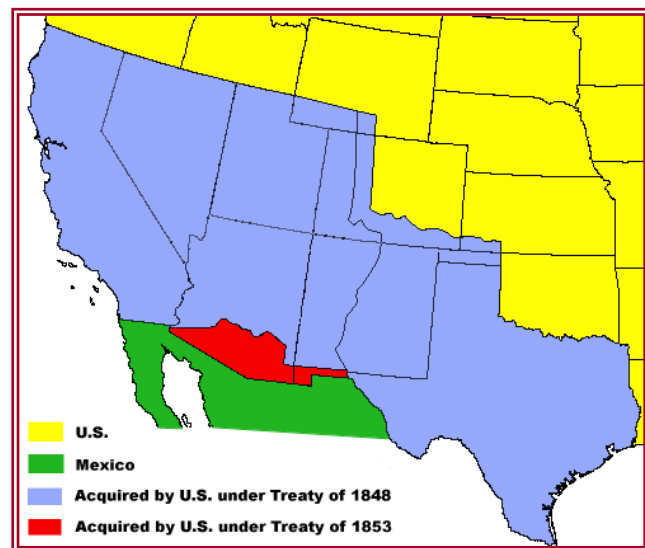 U.S.
Mexico
Acquired by U.S. under Treaty of 1848
Acquired by U.S. under Treaty of 1853